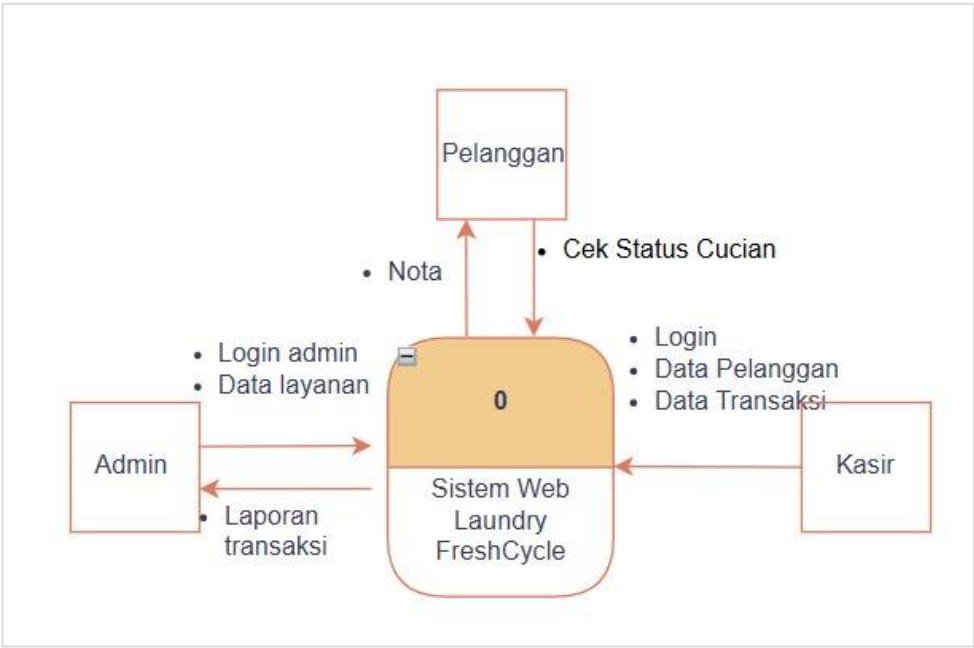 Pelanggan
• Cek Status Cucian
• Nota
• Login admin
• Data layanan
• Login
• Data Pelanggan
• Data Transaksi
0
Admin
Sistem Web
Laundry
FreshCycle
Kasir
• Laporan
transaksi